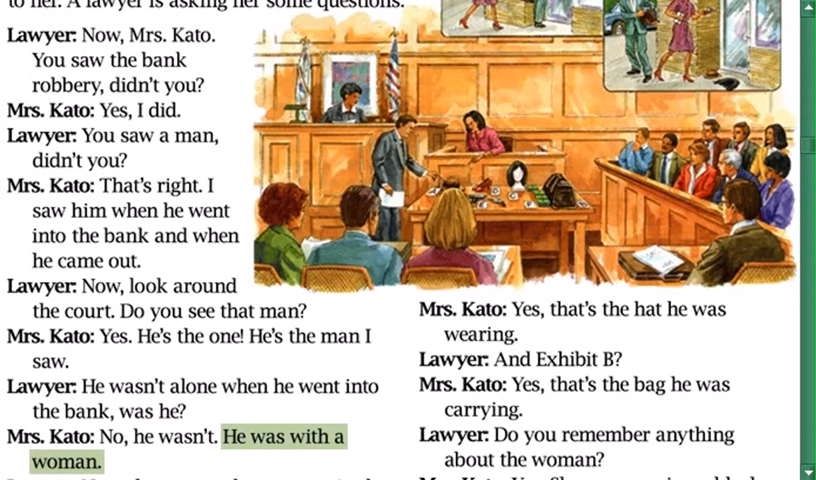 to her. A lawyer is asking her some questions.
Lawyer: Now, Mrs. Kato.
You saw the bank
robbery, didn't you?
Mrs. Kato: Yes, I did.
Lawyer: You saw a man,
didn't you?
Mrs. Kato: That's right. I
saw him when he went
into the bank and when
he came out.
Lawyer: Now, look around
the court. Do you see that man?
Mrs. Kato: Yes. He's the one! He's the man I
saw.
Lawyer: He wasn't alone when he went into
the bank, was he?
Mrs. Kato: No, he wasn't. He was with a
woman.
Mrs. Kato: Yes, that's the hat he was
wearing.
Lawyer: And Exhibit B?
Mrs. Kato: Yes, that's the bag he was
carrying.
Lawyer: Do you remember anything
about the woman?